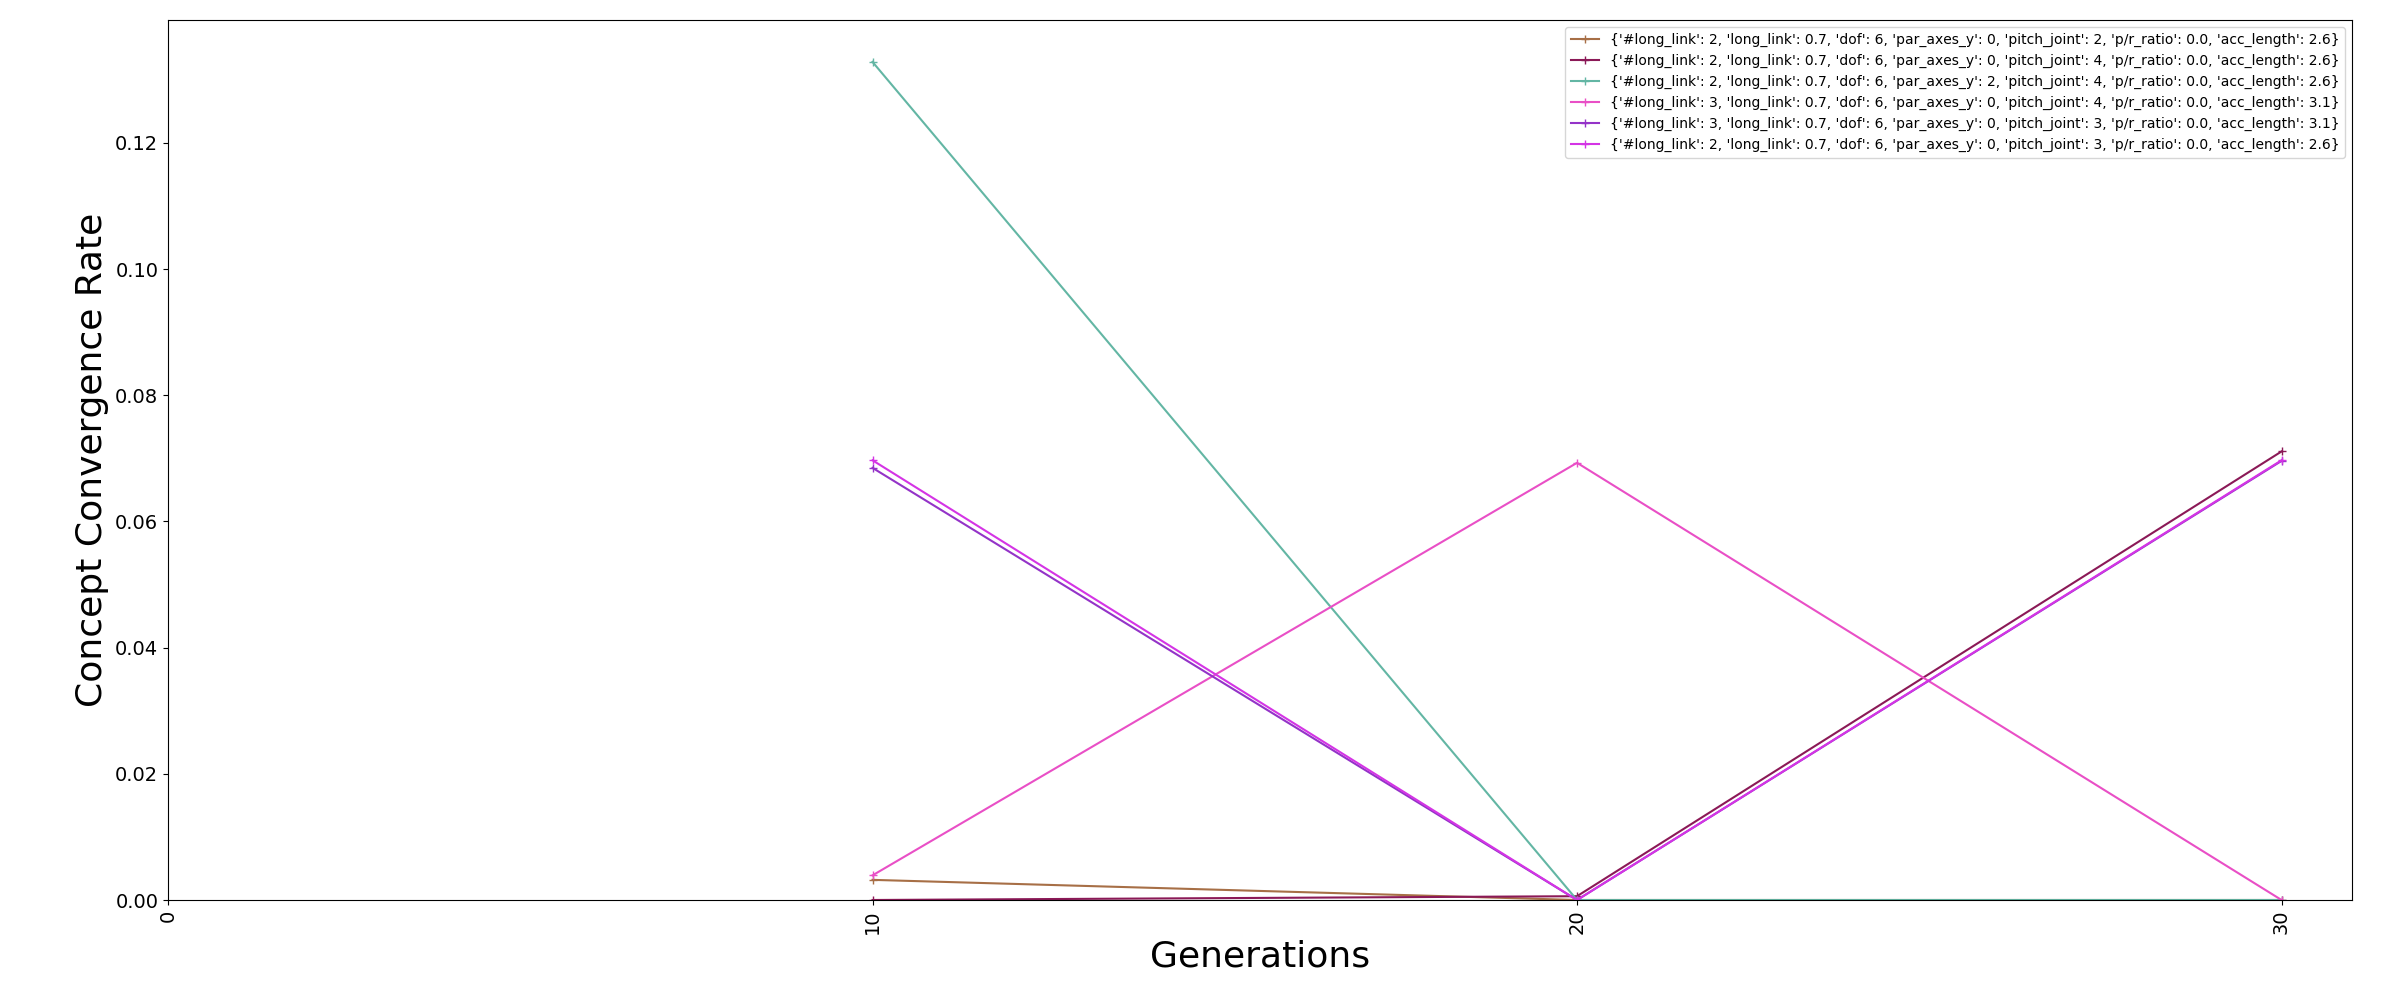 {'#long_link': 2, 'long_link': 0.7, 'dof': 6, 'par_axes_y': 0, 'pitch_joint': 2, 'p/r_ratio': 0.0, 'acc_length': 2.6}
{'#long_link': 2, 'long_link': 0.7, 'dof': 6, 'par_axes_y': 0, 'pitch_joint': 4, 'p/r_ratio': 0.0, 'acc_length': 2.6}
{'#long_link': 2, 'long_link': 0.7, 'dof': 6, 'par_axes_y': 2, 'pitch_joint': 4, 'p/r_ratio': 0.0, 'acc_length': 2.6}
{'#long_link': 3, 'long_link': 0.7, 'dof': 6, 'par_axes_y': 0, 'pitch_joint': 4, 'p/r_ratio': 0.0, 'acc_length': 3.1}
{'#long_link': 3, 'long_link': 0.7, 'dof': 6, 'par_axes_y': 0, 'pitch_joint': 3, 'p/r_ratio': 0.0, 'acc_length': 3.1}
{'#long_link': 2, 'long_link': 0.7, 'dof': 6, 'par_axes_y': 0, 'pitch_joint': 3, 'p/r_ratio': 0.0, 'acc_length': 2.6}
Concept Convergence Rate
0.12
0.10
0.08
0.06
0.04
0.02
0.00
0
10
20
30
Generations